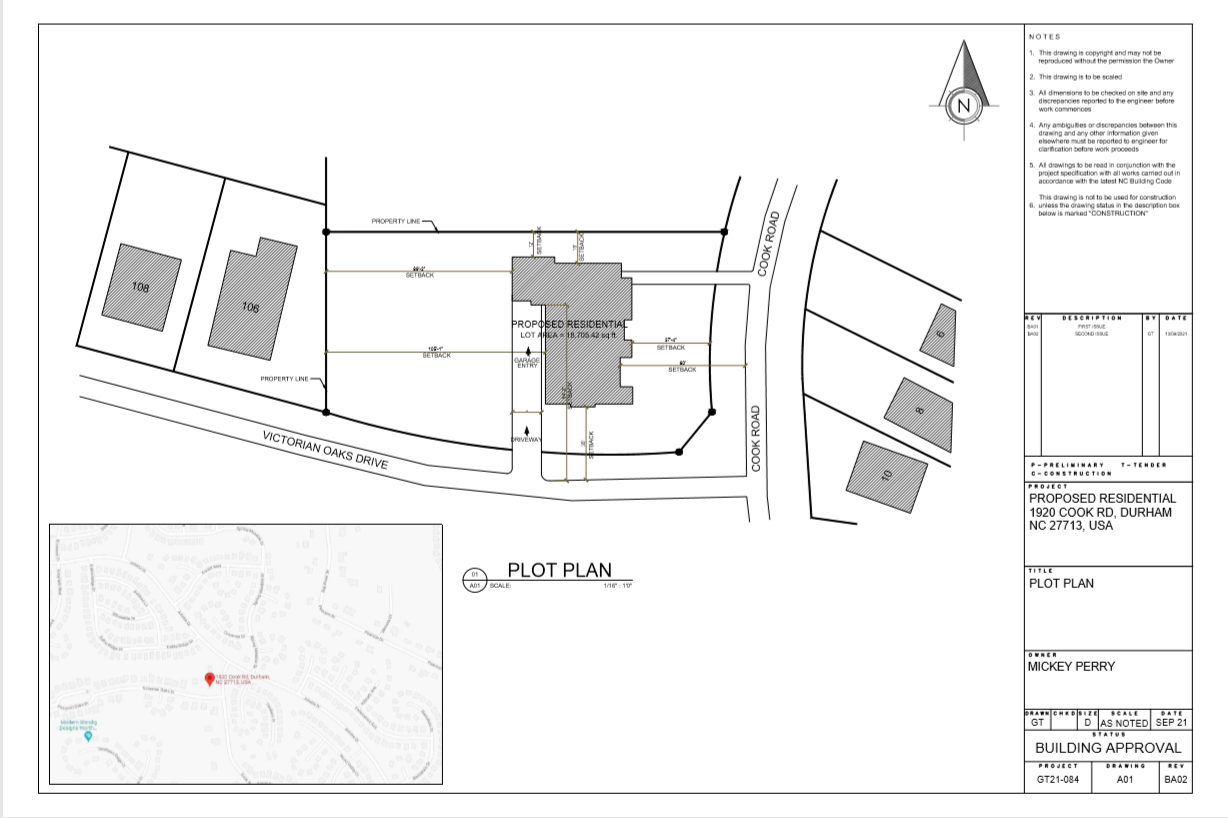 NOTES
1. This drawing is copyright and may not be
reproduced without the permission the Owner
2. This drawing is to be scaled
3. All dimensions to be checked on site and any
discrepancies reported to the engineer before
work commences
4. Any ambiguities or discrepancies between this
drawing and any other information given
elsewhere must be reported to engineer for
clarification before work proceeds
5. All drawings to be read in conjunction with the
project specification with all works carried out in
accordance with the latest NC Building Code
This drawing is not to be used for construction
6. unless the drawing status in the description box
below is marked "CONSTRUCTION"
N
PROPERTY LINE
COOK ROAD
SETBACK
SETBACK
SETBACK
108
106
PROPOSED RESIDENTIAL
LOT AREA = 18,708.42 sq ft.
SETBACK
GARAGE
ENTRY
SETBACK
SETBACK
60'
SETBACK
PROPERTY LINE
DRIVEWAY
SETBACK
VICTORIAN OAKS DRIVE
COOK ROAD
6
8
10
REV DESCRIPTION BY DATE
BA01 FIRST ISSUE
BA02 SECOND ISSUE GT
P-PRELIMINARY T-TENDER
C-CONSTRUCTION
PROJECT
PROPOSED RESIDENTIAL
1920 COOK RD, DURHAM
NC 27713, USA
TITLE
PLOT PLAN
OWNER
MICKEY PERRY
DRAWN CHKD SIZE SCALE DATE
GT D AS NOTED SEP 21
STATUS
BUILDING APPROVAL
PROJECT DRAWING REV
GT21-084 A01 BA02
01
PLOT PLAN
A01 SCALE: 1/16" : 1'0"
1920 Cook Rd, Durham,
NC 27713, USA